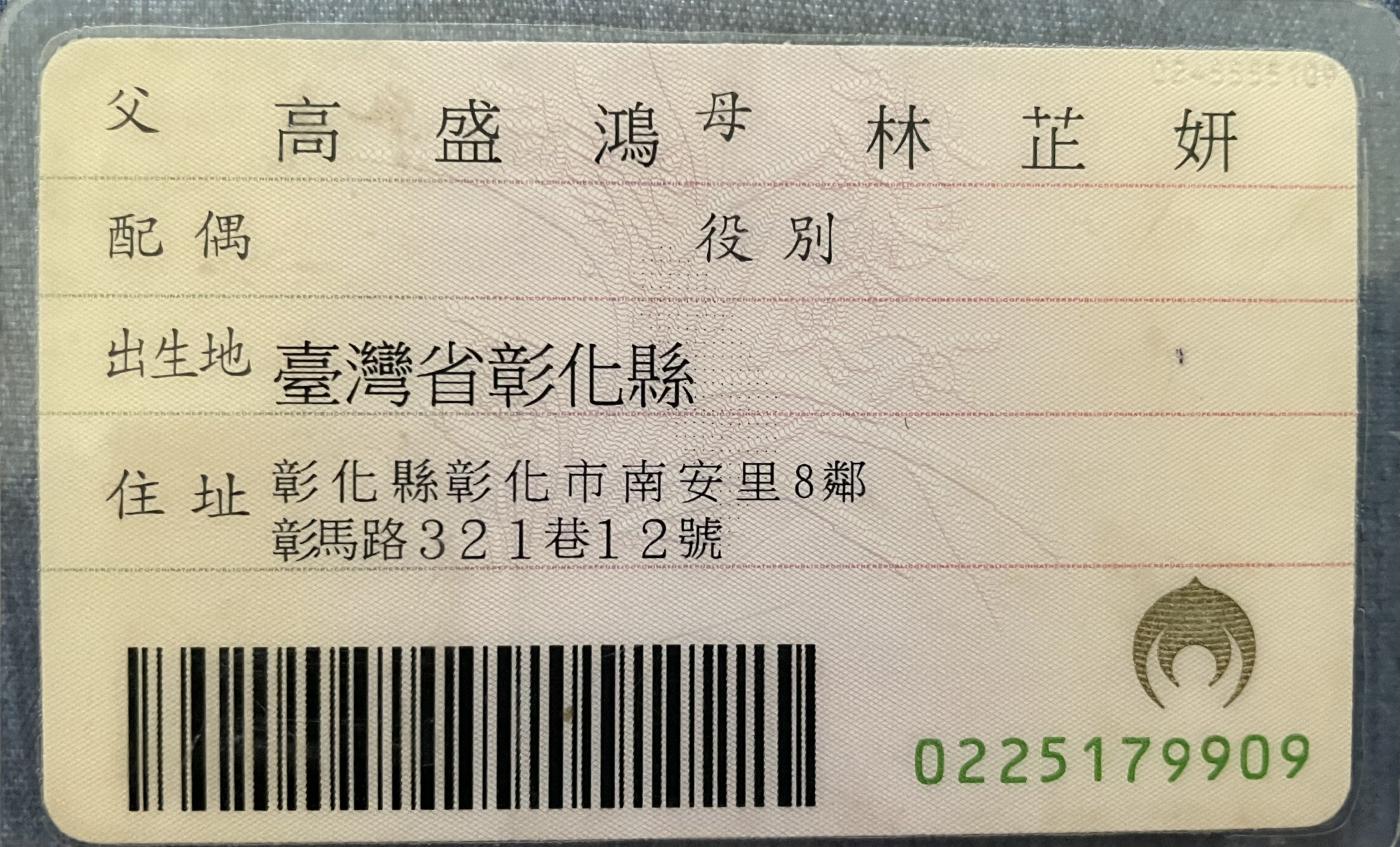 父 高盛鴻 母 林芷妍
配偶 役別
出生地 臺灣省彰化縣
住址 彰化縣彰化市南安里8鄰
彰馬路321巷12號
0225179909